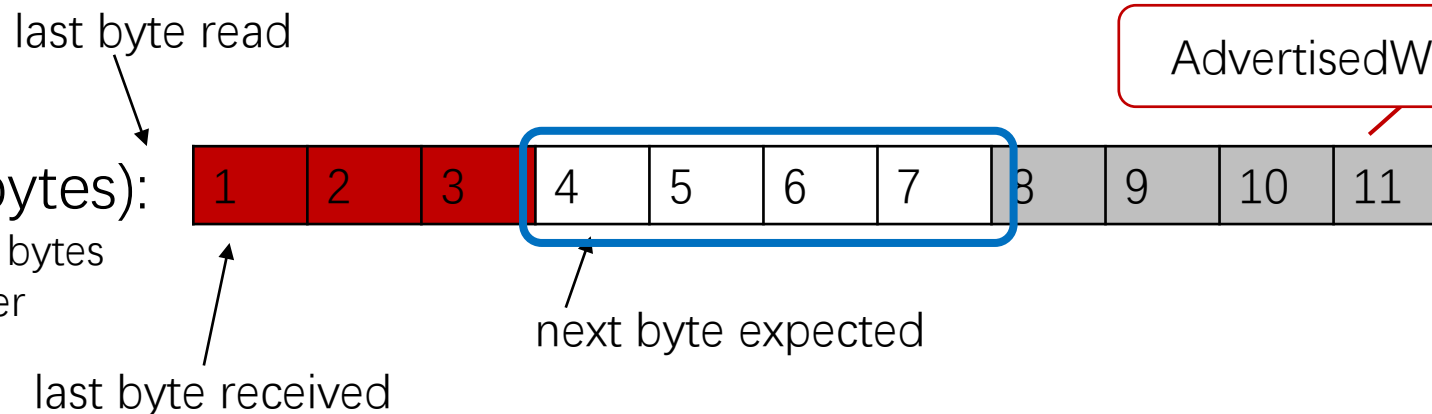 last byte read
AdvertisedW
bytes): 1 2 3 4 5 6 7 8 9 10 11
bytes
er
next byte expected
last byte received